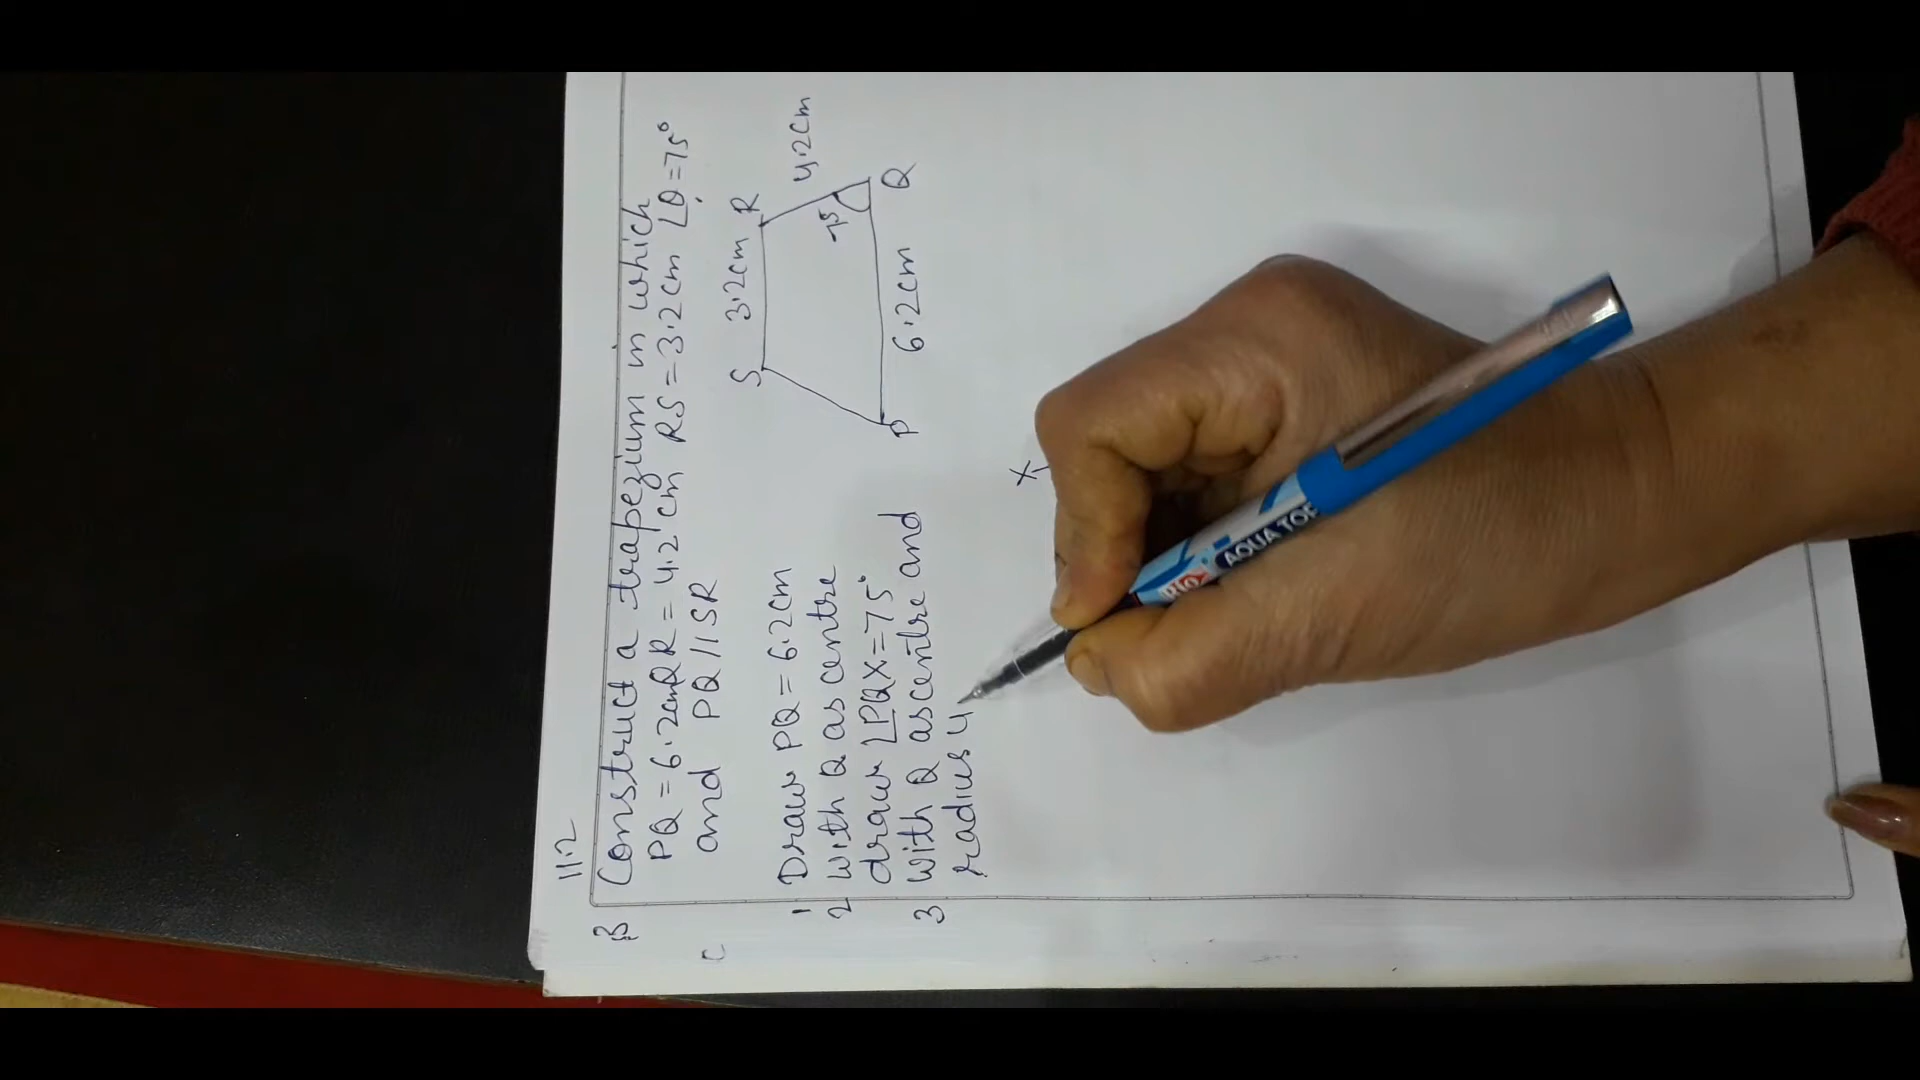 11.2
Construct a trapezium in which
PQ = 6.2cm QR = 4.2 cm RS = 3.2 cm ∠Q = 75°
and PQ // SR
C
S 3.2cm R
4.2cm
75
P 6.2cm Q
1 Draw PQ = 6.2cm
2 with Q as centre
draw ∠PQX = 75°
3 with Q as centre and
radius 4
X
AQUA TOP